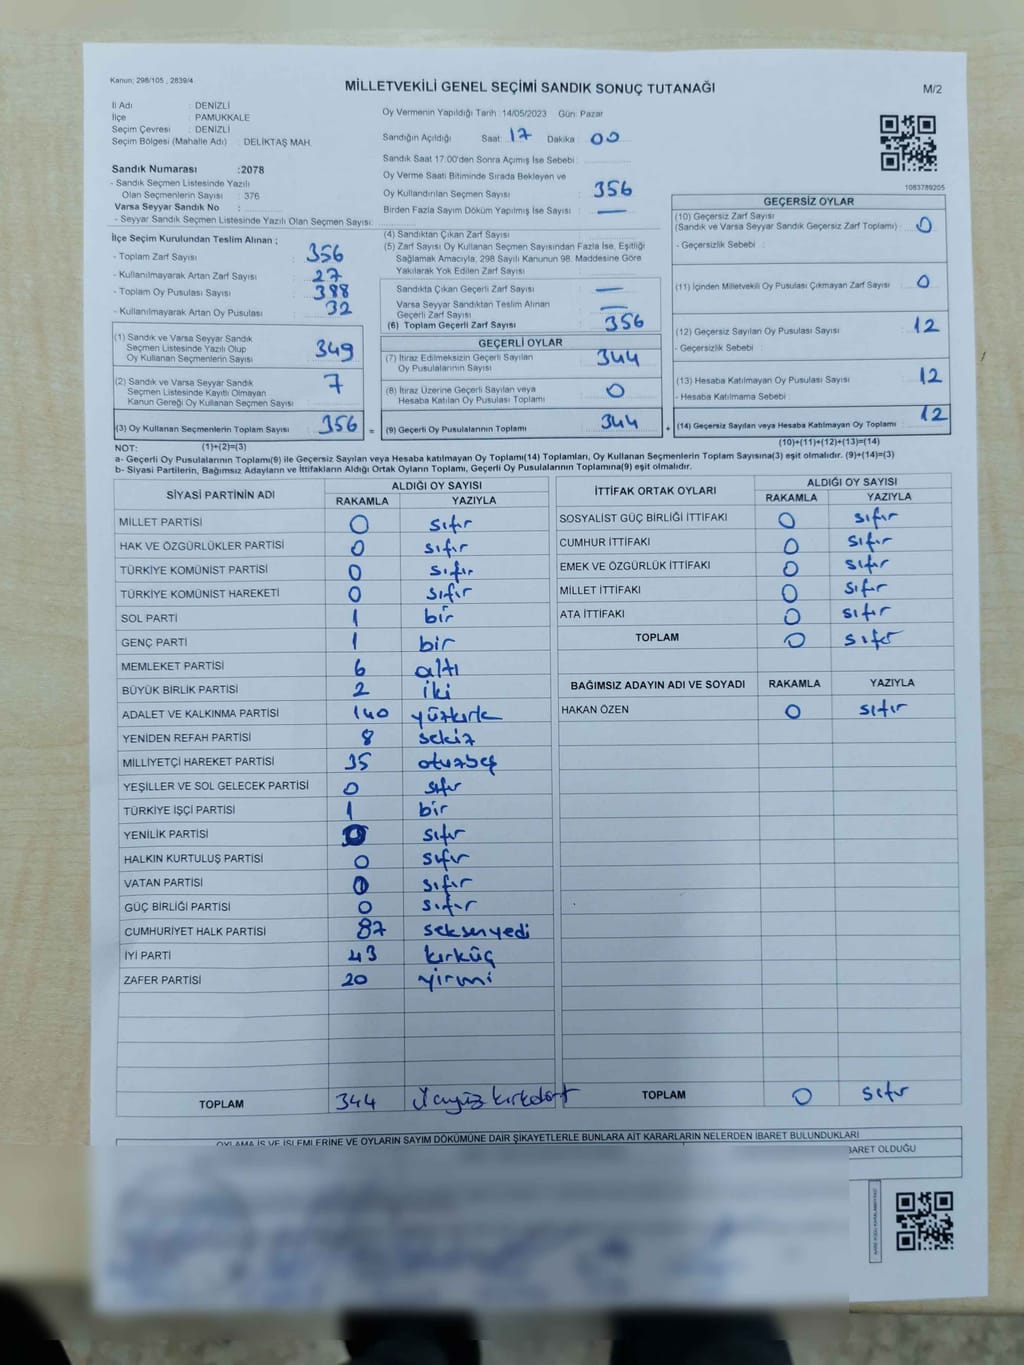 Kanun; 298/105 , 2839/4
MİLLETVEKİLİ GENEL SEÇİMİ SANDIK SONUÇ TUTANAĞI
M/2
İl Adı : DENİZLİ
İlçe : PAMUKKALE
Seçim Çevresi : DENİZLİ
Seçim Bölgesi (Mahalle Adı) : DELİKTAŞ MAH.
Sandık Numarası :2078
- Sandık Seçmen Listesinde Yazılı
Olan Seçmenlerin Sayısı : 376
Varsa Seyyar Sandık No :
- Seyyar Sandık Seçmen Listesinde Yazılı Olan Seçmen Sayısı:
Oy Vermenin Yapıldığı Tarih :14/05/2023 Gün: Pazar
Sandığın Açıldığı Saat: 17 Dakika : 00
Sandık Saat 17:00'den Sonra Açımış İse Sebebi :
Oy Verme Saati Bitiminde Sırada Bekleyen ve
Oy Kullandırılan Seçmen Sayısı : 356
Birden Fazla Sayım Döküm Yapılmış İse Sayısı : —
1083789205
İlçe Seçim Kurulundan Teslim Alınan ;
- Toplam Zarf Sayısı : 356
- Kullanılmayarak Artan Zarf Sayısı : 27
- Toplam Oy Pusulası Sayısı : 388
- Kullanılmayarak Artan Oy Pusulası : 32
(1) Sandık ve Varsa Seyyar Sandık
Seçmen Listesinde Yazılı Olup
Oy Kullanan Seçmenlerin Sayısı : 349
(2) Sandık ve Varsa Seyyar Sandık
Seçmen Listesinde Kayıtlı Olmayan
Kanun Gereği Oy Kullanan Seçmen Sayısı : 7
(3) Oy Kullanan Seçmenlerin Toplam Sayısı : 356
(1)+(2)=(3)
(4) Sandıktan Çıkan Zarf Sayısı :
(5) Zarf Sayısı Oy Kullanan Seçmen Sayısından Fazla İse, Eşitliği
Sağlamak Amacıyla, 298 Sayılı Kanunun 98. Maddesine Göre
Yakılarak Yok Edilen Zarf Sayısı :
Sandıkta Çıkan Geçerli Zarf Sayısı : —
Varsa Seyyar Sandıktan Teslim Alınan
Geçerli Zarf Sayısı : —
(6) Toplam Geçerli Zarf Sayısı : 356
GEÇERLİ OYLAR
(7) İtiraz Edilmeksizin Geçerli Sayılan
Oy Pusulalarının Sayısı : 344
(8) İtiraz Üzerine Geçerli Sayılan veya
Hesaba Katılan Oy Pusulası Toplamı : 0
= (9) Geçerli Oy Pusulalarının Toplamı : 344
GEÇERSİZ OYLAR
(10) Geçersiz Zarf Sayısı
(Sandık ve Varsa Seyyar Sandık Geçersiz Zarf Toplamı) : 0
- Geçersizlik Sebebi :
(11) İçinden Milletvekili Oy Pusulası Çıkmayan Zarf Sayısı : 0
(12) Geçersiz Sayılan Oy Pusulası Sayısı : 12
- Geçersizlik Sebebi :
(13) Hesaba Katılmayan Oy Pusulası Sayısı : 12
- Hesaba Katılmama Sebebi :
+ (14) Geçersiz Sayılan veya Hesaba Katılmayan Oy Toplamı : 12
(10)+(11)+(12)+(13)=(14)
NOT:
a- Geçerli Oy Pusulalarının Toplamı(9) ile Geçersiz Sayılan veya Hesaba katılmayan Oy Toplamı(14) Toplamları, Oy Kullanan Seçmenlerin Toplam Sayısına(3) eşit olmalıdır. (9)+(14)=(3)
b- Siyasi Partilerin, Bağımsız Adayların ve İttifakların Aldığı Ortak Oyların Toplamı, Geçerli Oy Pusulalarının Toplamına(9) eşit olmalıdır.
SİYASİ PARTİNİN ADI ALDIĞI OY SAYISI
RAKAMLA YAZIYLA
MİLLET PARTİSİ 0 sıfır
HAK VE ÖZGÜRLÜKLER PARTİSİ 0 sıfır
TÜRKİYE KOMÜNİST PARTİSİ 0 sıfır
TÜRKİYE KOMÜNİST HAREKETİ 0 sıfır
SOL PARTİ 1 bir
GENÇ PARTİ 1 bir
MEMLEKET PARTİSİ 6 altı
BÜYÜK BİRLİK PARTİSİ 2 iki
ADALET VE KALKINMA PARTİSİ 140 yüzkırk
YENİDEN REFAH PARTİSİ 8 sekiz
MİLLİYETÇİ HAREKET PARTİSİ 35 otuzbeş
YEŞİLLER VE SOL GELECEK PARTİSİ 0 sıfır
TÜRKİYE İŞÇİ PARTİSİ 1 bir
YENİLİK PARTİSİ 0 sıfır
HALKIN KURTULUŞ PARTİSİ 0 sıfır
VATAN PARTİSİ 0 sıfır
GÜÇ BİRLİĞİ PARTİSİ 0 sıfır
CUMHURİYET HALK PARTİSİ 87 seksenyedi
İYİ PARTİ 43 kırküç
ZAFER PARTİSİ 20 yirmi
TOPLAM 344 Üçyüzkırkdört
İTTİFAK ORTAK OYLARI ALDIĞI OY SAYISI
RAKAMLA YAZIYLA
SOSYALİST GÜÇ BİRLİĞİ İTTİFAKI 0 sıfır
CUMHUR İTTİFAKI 0 sıfır
EMEK VE ÖZGÜRLÜK İTTİFAKI 0 sıfır
MİLLET İTTİFAKI 0 sıfır
ATA İTTİFAKI 0 sıfır
TOPLAM 0 sıfır
BAĞIMSIZ ADAYIN ADI VE SOYADI RAKAMLA YAZIYLA
HAKAN ÖZEN 0 sıfır
TOPLAM 0 sıfır
OYLAMA İŞ VE İŞLEMLERİNE VE OYLARIN SAYIM DÖKÜMÜNE DAİR ŞİKAYETLERLE BUNLARA AİT KARARLARIN NELERDEN İBARET BULUNDUKLARI
BARET OLDUĞU